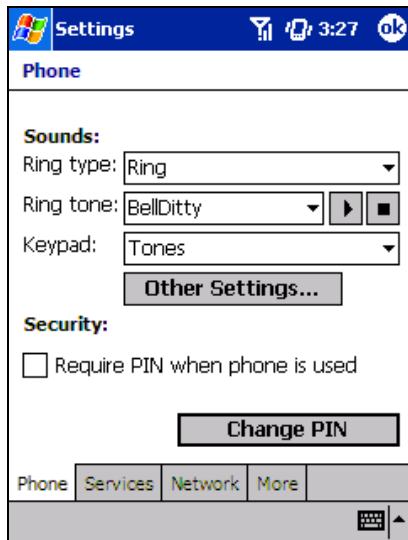 Settings 3:27 ok
Phone
Sounds:
Ring type: Ring
Ring tone: BellDitty
Keypad: Tones
Other Settings...
Security:
Require PIN when phone is used
Change PIN
Phone Services Network More